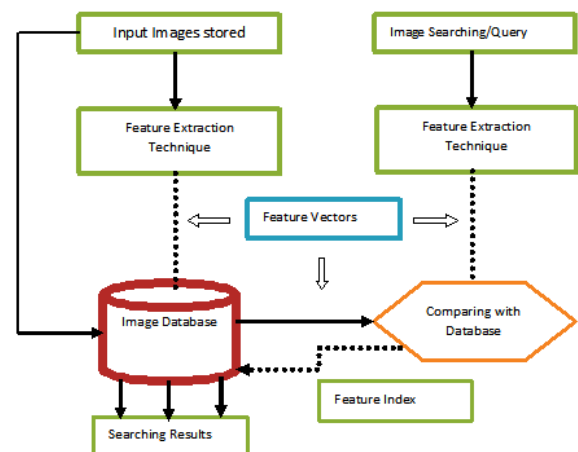 Input Images stored
Image Searching/Query
Feature Extraction
Technique
Feature Extraction
Technique
Feature Vectors
Image Database
Comparing with
Database
Feature Index
Searching Results